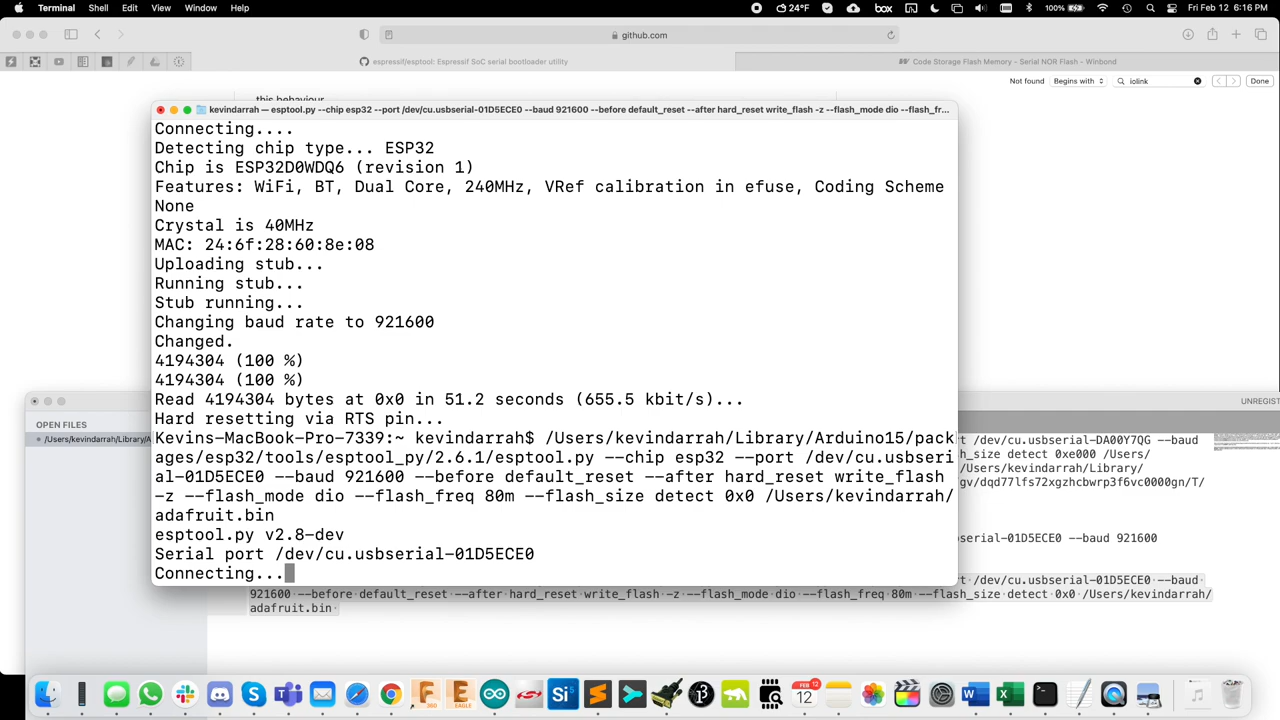 Terminal Shell Edit View Window Help 24°F box 100% Fri Feb 12 6:16 PM
github.com
espressif/esptool: Espressif SoC serial bootloader utility
Code Storage Flash Memory – Serial NOR Flash - Winbond
Not found Begins with iolink Done
this behaviour
kevindarrah — esptool.py --chip esp32 --port /dev/cu.usbserial-01D5ECE0 --baud 921600 --before default_reset --after hard_reset write_flash -z --flash_mode dio --flash_fr...
Connecting....
Detecting chip type... ESP32
Chip is ESP32D0WDQ6 (revision 1)
Features: WiFi, BT, Dual Core, 240MHz, VRef calibration in efuse, Coding Scheme
None
Crystal is 40MHz
MAC: 24:6f:28:60:8e:08
Uploading stub...
Running stub...
Stub running...
Changing baud rate to 921600
Changed.
4194304 (100 %)
4194304 (100 %)
Read 4194304 bytes at 0x0 in 51.2 seconds (655.5 kbit/s)...
Hard resetting via RTS pin...
Kevins-MacBook-Pro-7339:~ kevindarrah$ /Users/kevindarrah/Library/Arduino15/pack
ages/esp32/tools/esptool_py/2.6.1/esptool.py --chip esp32 --port /dev/cu.usbseri
al-01D5ECE0 --baud 921600 --before default_reset --after hard_reset write_flash
-z --flash_mode dio --flash_freq 80m --flash_size detect 0x0 /Users/kevindarrah/
adafruit.bin
esptool.py v2.8-dev
Serial port /dev/cu.usbserial-01D5ECE0
Connecting...
UNREGIST
OPEN FILES
/Users/kevindarrah/Library/A
t /dev/cu.usbserial-DA00Y7QG --baud
_size detect 0xe000 /Users/
/Users/kevindarrah/Library/
gv/dqd77lfs72xgzhcbwrp3f6vc0000gn/T/
usbserial-01D5ECE0 --baud 921600
t /dev/cu.usbserial-01D5ECE0 --baud
921600 --before default_reset --after hard_reset write_flash -z --flash_mode dio --flash_freq 80m --flash_size detect 0x0 /Users/kevindarrah/
adafruit.bin
FEB 12